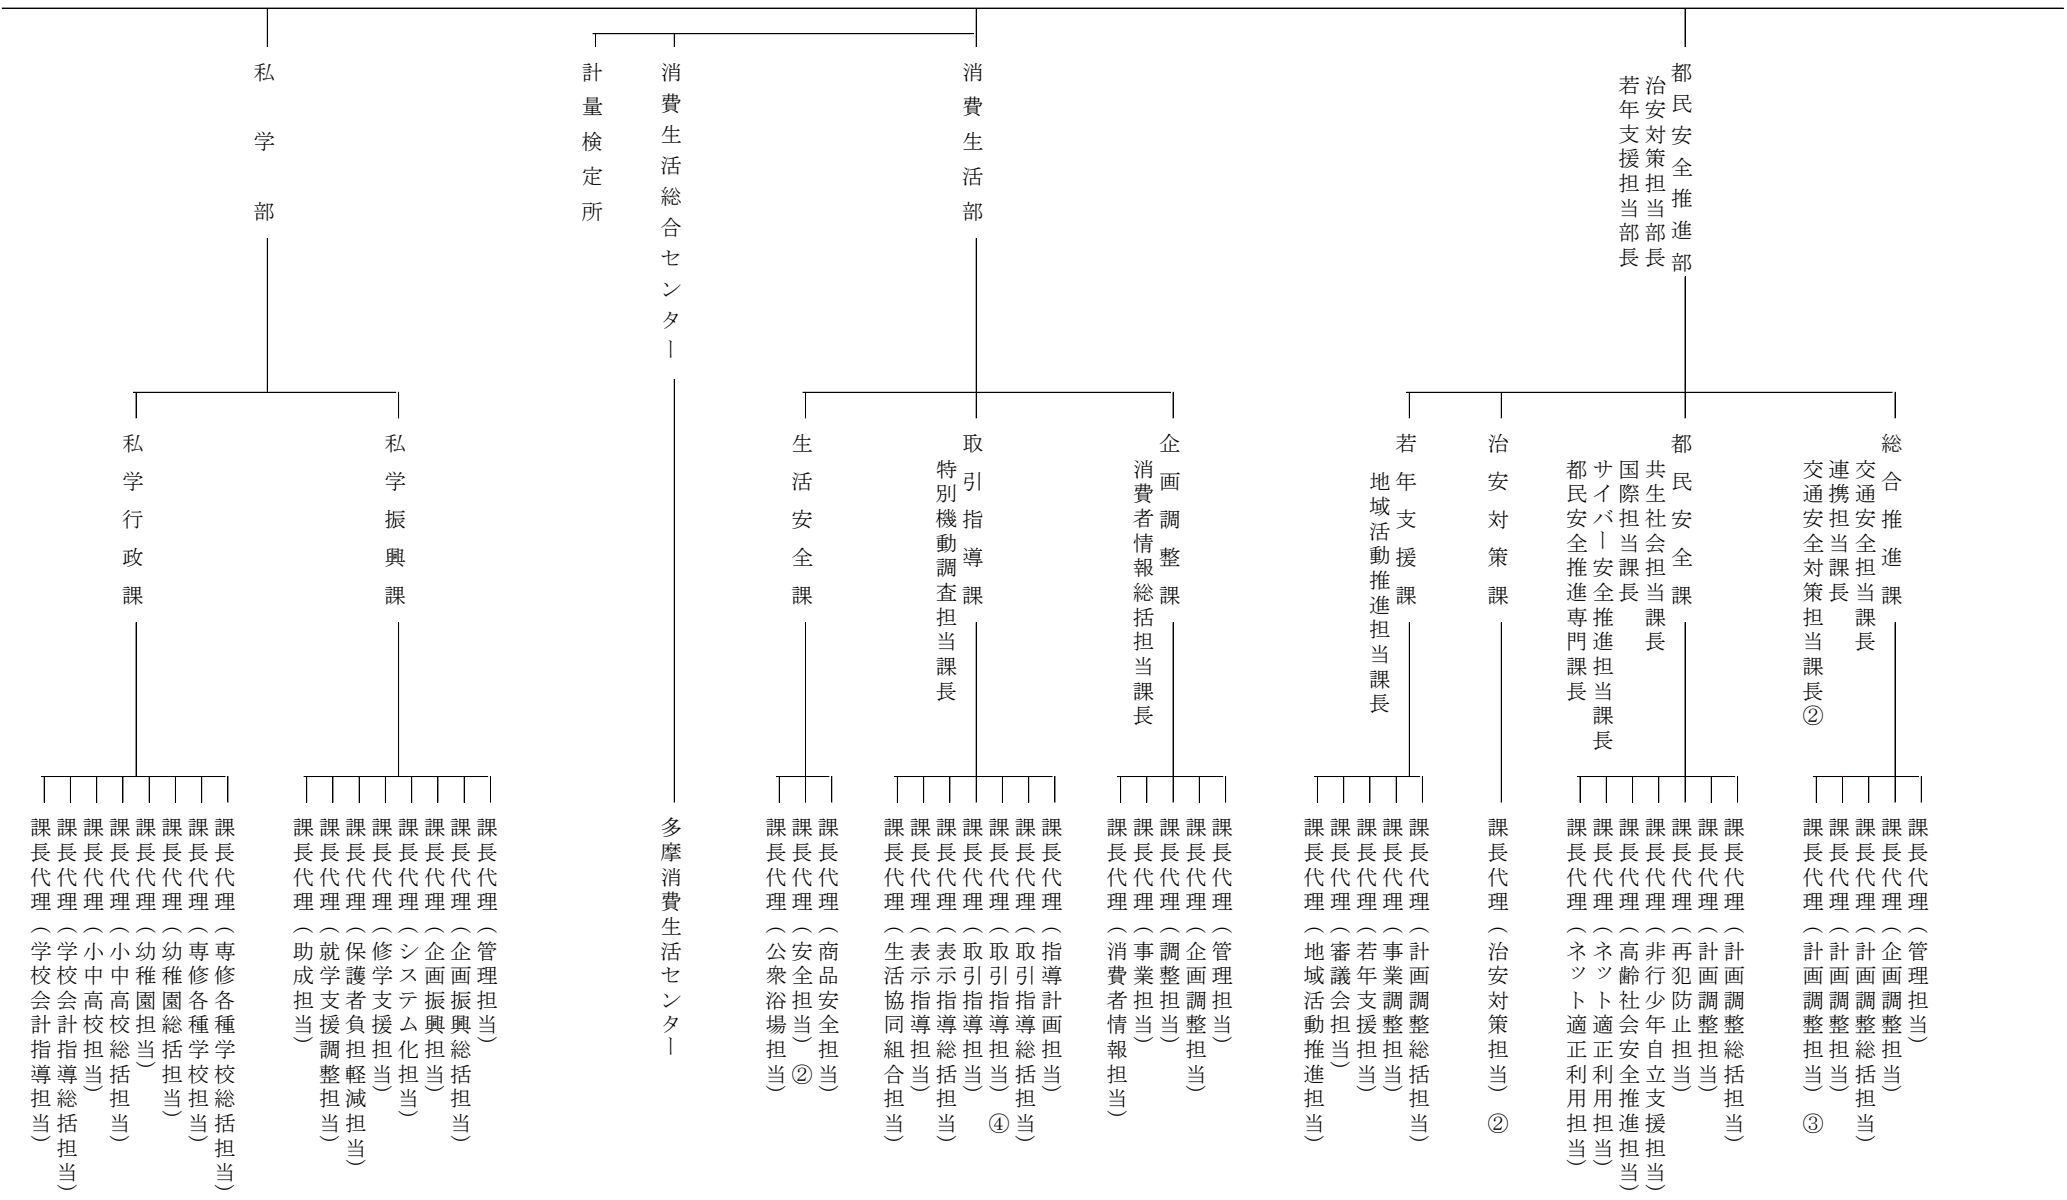 都民安全推進部
治安対策担当部長
若年支援担当部長
総合推進課
交通安全担当課長
連携担当課長
交通安全対策担当課長②
課長代理(管理担当)
課長代理(企画調整担当)
課長代理(計画調整総括担当)
課長代理(計画調整担当)
課長代理(計画調整担当)③
都民安全課
共生社会担当課長
国際担当課長
サイバー安全推進担当課長
都民安全推進専門課長
課長代理(計画調整総括担当)
課長代理(計画調整担当)
課長代理(再犯防止担当)
課長代理(非行少年自立支援担当)
課長代理(高齢社会安全推進担当)
課長代理(ネット適正利用担当)
課長代理(ネット適正利用担当)
治安対策課
課長代理(治安対策担当)②
若年支援課
地域活動推進担当課長
課長代理(計画調整総括担当)
課長代理(事業調整担当)
課長代理(若年支援担当)
課長代理(審議会担当)
課長代理(地域活動推進担当)
消費生活部
企画調整課
消費者情報総括担当課長
課長代理(管理担当)
課長代理(企画調整担当)
課長代理(調整担当)
課長代理(事業担当)
課長代理(消費者情報担当)
取引指導課
特別機動調査担当課長
課長代理(指導計画担当)
課長代理(取引指導総括担当)
課長代理(取引指導担当)④
課長代理(取引指導担当)
課長代理(表示指導総括担当)
課長代理(表示指導担当)
課長代理(生活協同組合担当)
生活安全課
課長代理(商品安全担当)
課長代理(安全担当)②
課長代理(公衆浴場担当)
消費生活総合センター
多摩消費生活センター
計量検定所
私学部
私学振興課
課長代理(管理担当)
課長代理(企画振興総括担当)
課長代理(企画振興担当)
課長代理(システム化担当)
課長代理(修学支援担当)
課長代理(保護者負担軽減担当)
課長代理(就学支援調整担当)
課長代理(助成担当)
私学行政課
課長代理(専修各種学校総括担当)
課長代理(専修各種学校担当)
課長代理(幼稚園総括担当)
課長代理(幼稚園担当)
課長代理(小中高校総括担当)
課長代理(小中高校担当)
課長代理(学校会計指導総括担当)
課長代理(学校会計指導担当)